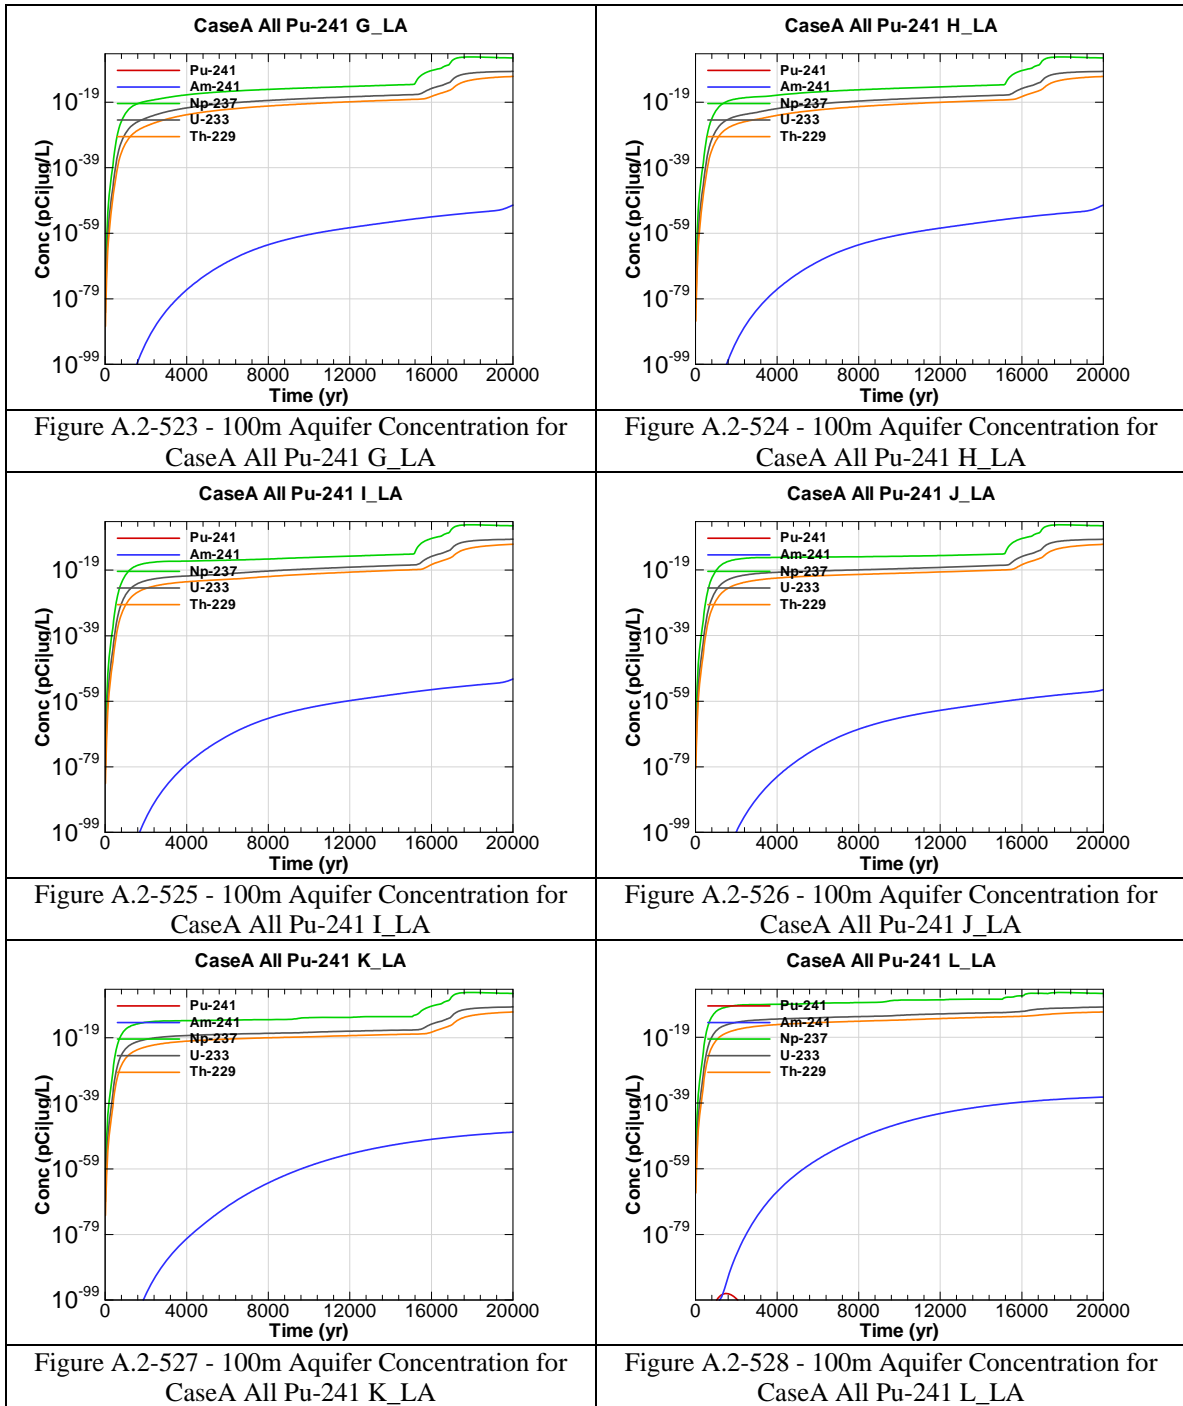 CaseA All Pu-241 G_LA
Pu-241
Am-241
Np-237
U-233
Th-229
Conc (pCi|ug/L)
10-19
10-39
10-59
10-79
10-99
0 4000 8000 12000 16000 20000
Time (yr)
Figure A.2-523 - 100m Aquifer Concentration for
CaseA All Pu-241 G_LA
CaseA All Pu-241 H_LA
Pu-241
Am-241
Np-237
U-233
Th-229
Conc (pCi|ug/L)
10-19
10-39
10-59
10-79
10-99
0 4000 8000 12000 16000 20000
Time (yr)
Figure A.2-524 - 100m Aquifer Concentration for
CaseA All Pu-241 H_LA
CaseA All Pu-241 I_LA
Pu-241
Am-241
Np-237
U-233
Th-229
Conc (pCi|ug/L)
10-19
10-39
10-59
10-79
10-99
0 4000 8000 12000 16000 20000
Time (yr)
Figure A.2-525 - 100m Aquifer Concentration for
CaseA All Pu-241 I_LA
CaseA All Pu-241 J_LA
Pu-241
Am-241
Np-237
U-233
Th-229
Conc (pCi|ug/L)
10-19
10-39
10-59
10-79
10-99
0 4000 8000 12000 16000 20000
Time (yr)
Figure A.2-526 - 100m Aquifer Concentration for
CaseA All Pu-241 J_LA
CaseA All Pu-241 K_LA
Pu-241
Am-241
Np-237
U-233
Th-229
Conc (pCi|ug/L)
10-19
10-39
10-59
10-79
10-99
0 4000 8000 12000 16000 20000
Time (yr)
Figure A.2-527 - 100m Aquifer Concentration for
CaseA All Pu-241 K_LA
CaseA All Pu-241 L_LA
Pu-241
Am-241
Np-237
U-233
Th-229
Conc (pCi|ug/L)
10-19
10-39
10-59
10-79
10-99
0 4000 8000 12000 16000 20000
Time (yr)
Figure A.2-528 - 100m Aquifer Concentration for
CaseA All Pu-241 L_LA